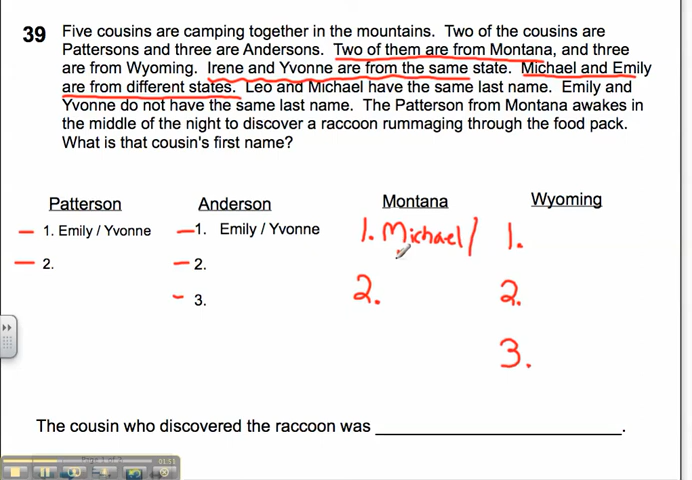 39 Five cousins are camping together in the mountains. Two of the cousins are
Pattersons and three are Andersons. Two of them are from Montana, and three
are from Wyoming. Irene and Yvonne are from the same state. Michael and Emily
are from different states. Leo and Michael have the same last name. Emily and
Yvonne do not have the same last name. The Patterson from Montana awakes in
the middle of the night to discover a raccoon rummaging through the food pack.
What is that cousin's first name?
Patterson Anderson Montana Wyoming
1. Emily / Yvonne 1. Emily / Yvonne 1. Michael / 1.
2. 2. 2. 2.
3. 3.
The cousin who discovered the raccoon was ____________________.